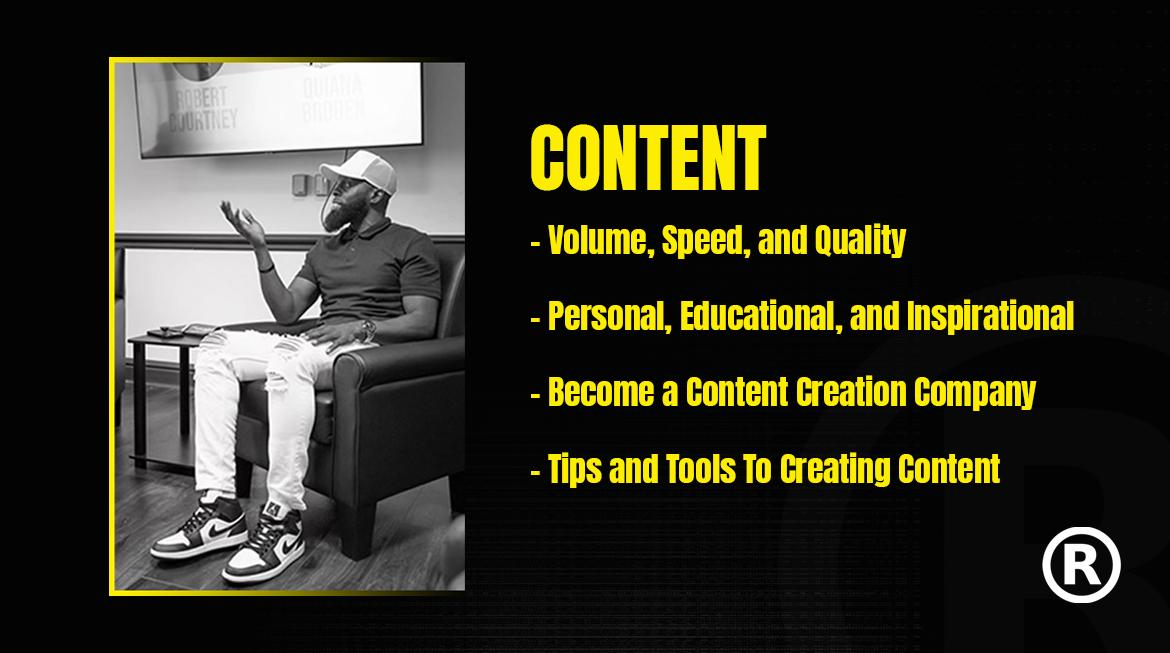 ROBERT
COURTNEY
QUIANA
BRODEN
CONTENT
- Volume, Speed, and Quality
- Personal, Educational, and Inspirational
- Become a Content Creation Company
- Tips and Tools To Creating Content
®